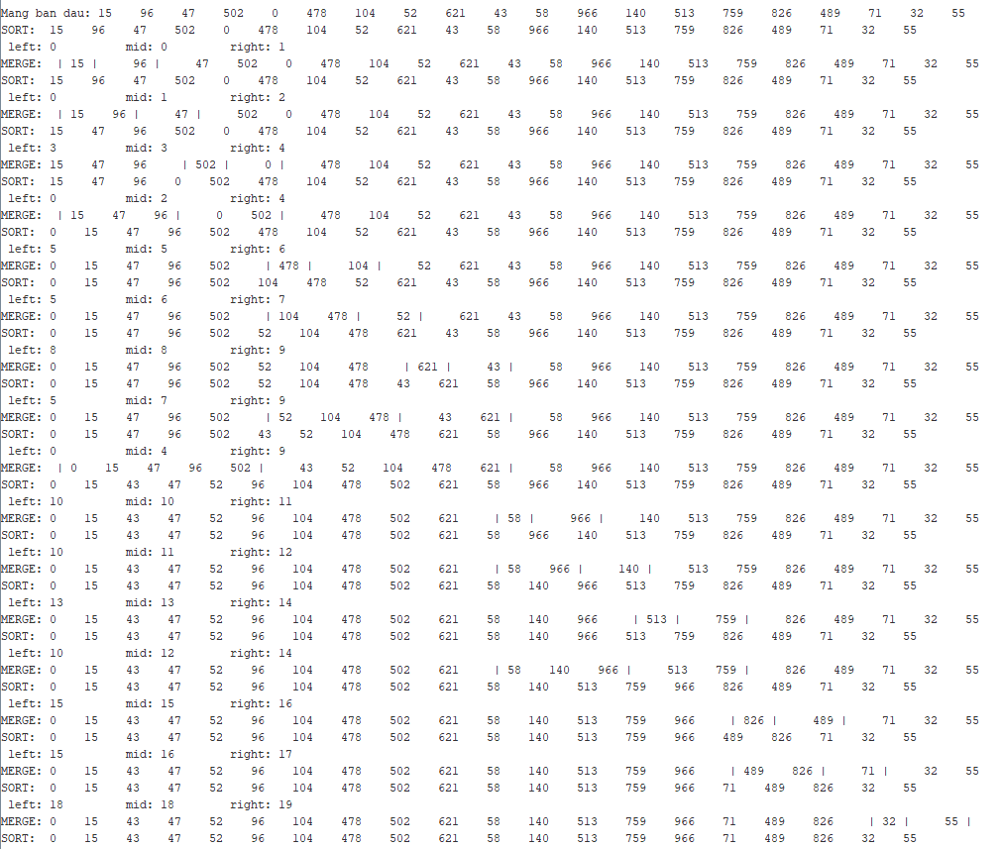 Mang ban dau: 15 96 47 502 0 478 104 52 621 43 58 966 140 513 759 826 489 71 32 55
SORT: 15 96 47 502 0 478 104 52 621 43 58 966 140 513 759 826 489 71 32 55
left: 0 mid: 0 right: 1
MERGE: | 15 | 96 | 47 502 0 478 104 52 621 43 58 966 140 513 759 826 489 71 32 55
SORT: 15 96 47 502 0 478 104 52 621 43 58 966 140 513 759 826 489 71 32 55
left: 0 mid: 1 right: 2
MERGE: | 15 96 | 47 | 502 0 478 104 52 621 43 58 966 140 513 759 826 489 71 32 55
SORT: 15 47 96 502 0 478 104 52 621 43 58 966 140 513 759 826 489 71 32 55
left: 3 mid: 3 right: 4
MERGE: 15 47 96 | 502 | 0 | 478 104 52 621 43 58 966 140 513 759 826 489 71 32 55
SORT: 15 47 96 0 502 478 104 52 621 43 58 966 140 513 759 826 489 71 32 55
left: 0 mid: 2 right: 4
MERGE: | 15 47 96 | 0 502 | 478 104 52 621 43 58 966 140 513 759 826 489 71 32 55
SORT: 0 15 47 96 502 478 104 52 621 43 58 966 140 513 759 826 489 71 32 55
left: 5 mid: 5 right: 6
MERGE: 0 15 47 96 502 | 478 | 104 | 52 621 43 58 966 140 513 759 826 489 71 32 55
SORT: 0 15 47 96 502 104 478 52 621 43 58 966 140 513 759 826 489 71 32 55
left: 5 mid: 6 right: 7
MERGE: 0 15 47 96 502 | 104 478 | 52 | 621 43 58 966 140 513 759 826 489 71 32 55
SORT: 0 15 47 96 502 52 104 478 621 43 58 966 140 513 759 826 489 71 32 55
left: 8 mid: 8 right: 9
MERGE: 0 15 47 96 502 52 104 478 | 621 | 43 | 58 966 140 513 759 826 489 71 32 55
SORT: 0 15 47 96 502 52 104 478 43 621 58 966 140 513 759 826 489 71 32 55
left: 5 mid: 7 right: 9
MERGE: 0 15 47 96 502 | 52 104 478 | 43 621 | 58 966 140 513 759 826 489 71 32 55
SORT: 0 15 47 96 502 43 52 104 478 621 58 966 140 513 759 826 489 71 32 55
left: 0 mid: 4 right: 9
MERGE: | 0 15 47 96 502 | 43 52 104 478 621 | 58 966 140 513 759 826 489 71 32 55
SORT: 0 15 43 47 52 96 104 478 502 621 58 966 140 513 759 826 489 71 32 55
left: 10 mid: 10 right: 11
MERGE: 0 15 43 47 52 96 104 478 502 621 | 58 | 966 | 140 513 759 826 489 71 32 55
SORT: 0 15 43 47 52 96 104 478 502 621 58 966 140 513 759 826 489 71 32 55
left: 10 mid: 11 right: 12
MERGE: 0 15 43 47 52 96 104 478 502 621 | 58 966 | 140 | 513 759 826 489 71 32 55
SORT: 0 15 43 47 52 96 104 478 502 621 58 140 966 513 759 826 489 71 32 55
left: 13 mid: 13 right: 14
MERGE: 0 15 43 47 52 96 104 478 502 621 58 140 966 | 513 | 759 | 826 489 71 32 55
SORT: 0 15 43 47 52 96 104 478 502 621 58 140 966 513 759 826 489 71 32 55
left: 10 mid: 12 right: 14
MERGE: 0 15 43 47 52 96 104 478 502 621 | 58 140 966 | 513 759 | 826 489 71 32 55
SORT: 0 15 43 47 52 96 104 478 502 621 58 140 513 759 966 826 489 71 32 55
left: 15 mid: 15 right: 16
MERGE: 0 15 43 47 52 96 104 478 502 621 58 140 513 759 966 | 826 | 489 | 71 32 55
SORT: 0 15 43 47 52 96 104 478 502 621 58 140 513 759 966 489 826 71 32 55
left: 15 mid: 16 right: 17
MERGE: 0 15 43 47 52 96 104 478 502 621 58 140 513 759 966 | 489 826 | 71 | 32 55
SORT: 0 15 43 47 52 96 104 478 502 621 58 140 513 759 966 71 489 826 32 55
left: 18 mid: 18 right: 19
MERGE: 0 15 43 47 52 96 104 478 502 621 58 140 513 759 966 71 489 826 | 32 | 55 |
SORT: 0 15 43 47 52 96 104 478 502 621 58 140 513 759 966 71 489 826 32 55